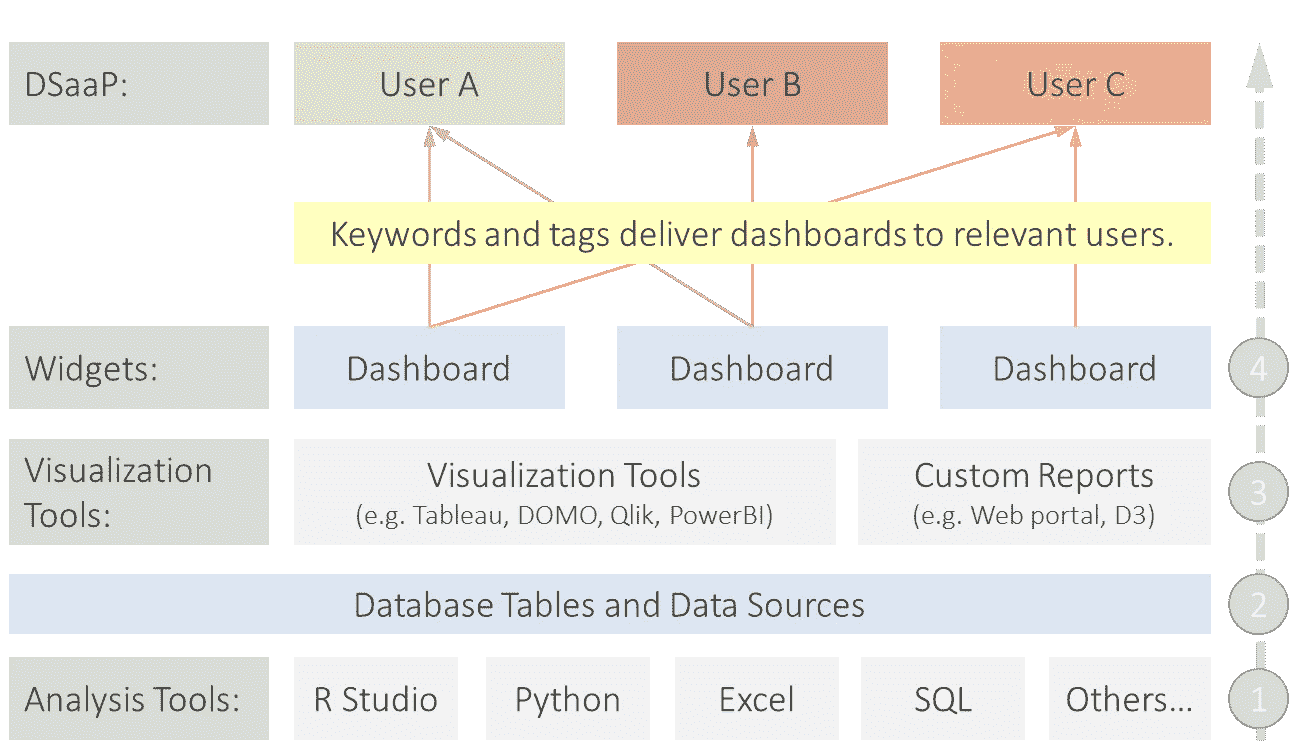 DSaaP:
User A
User B
User C
Keywords and tags deliver dashboards to relevant users.
Widgets:
Dashboard
Dashboard
Dashboard
4
Visualization
Tools:
Visualization Tools
(e.g. Tableau, DOMO, Qlik, PowerBI)
Custom Reports
(e.g. Web portal, D3)
3
Database Tables and Data Sources
2
Analysis Tools:
R Studio
Python
Excel
SQL
Others...
1